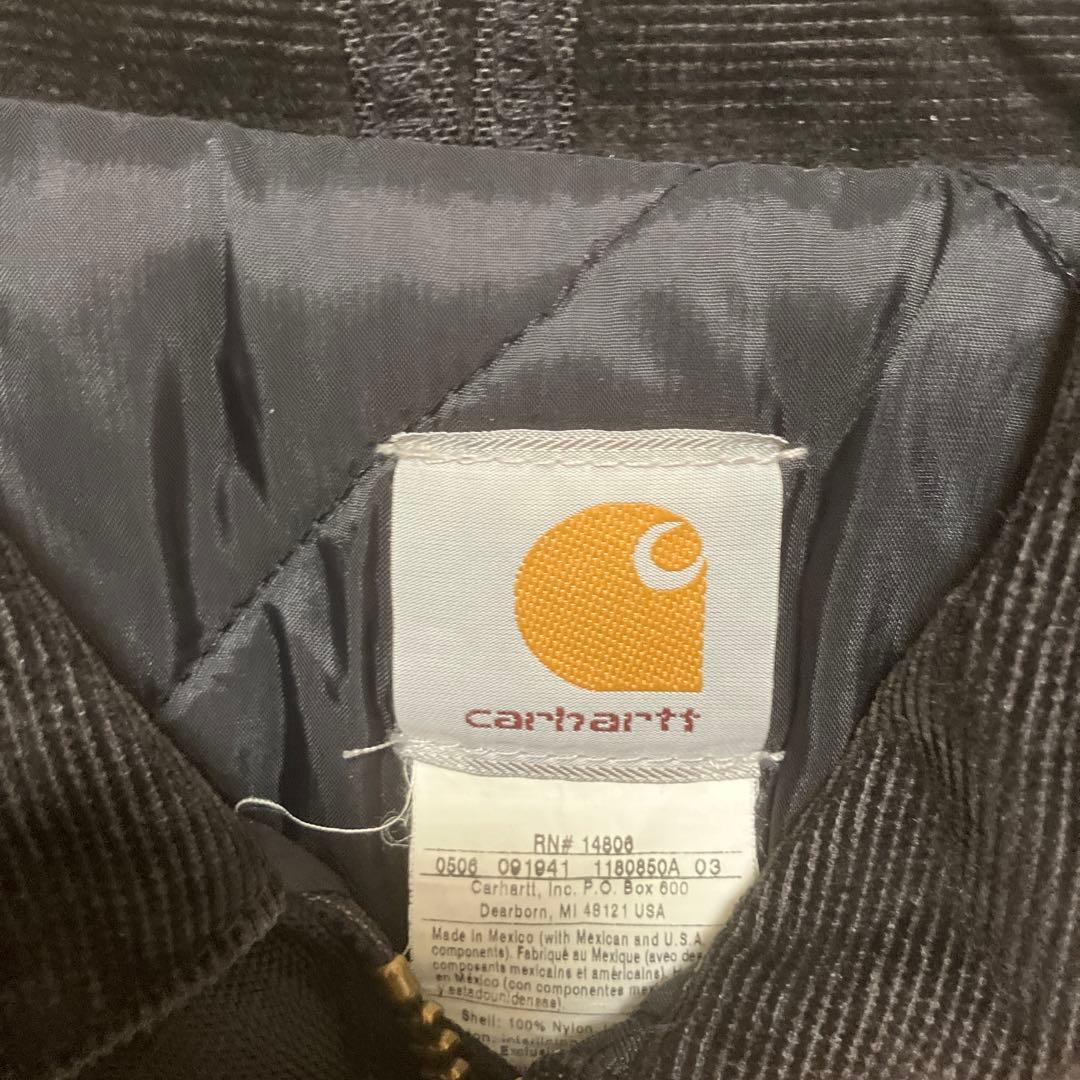 carhartt
RN# 14806
0506 091941 1180850A 03
Carhartt, Inc. P.O. Box 600
Dearborn, MI 48121 USA
Made in Mexico (with Mexican and U.S.A.
components). Fabriqué au Mexique (avec des
composants mexicains et américains).
en México (con componentes
y estadounidenses).
Shell: 100% Nylon,